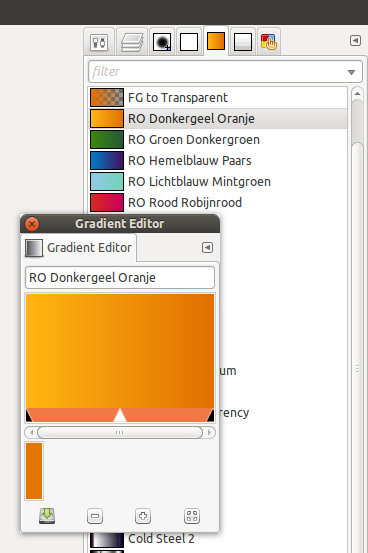 filter
FG to Transparent
RO Donkergeel Oranje
RO Groen Donkergroen
RO Hemelblauw Paars
RO Lichtblauw Mintgroen
RO Rood Robijnrood
Gradient Editor
Gradient Editor
RO Donkergeel Oranje
um
rency
Cold Steel 2